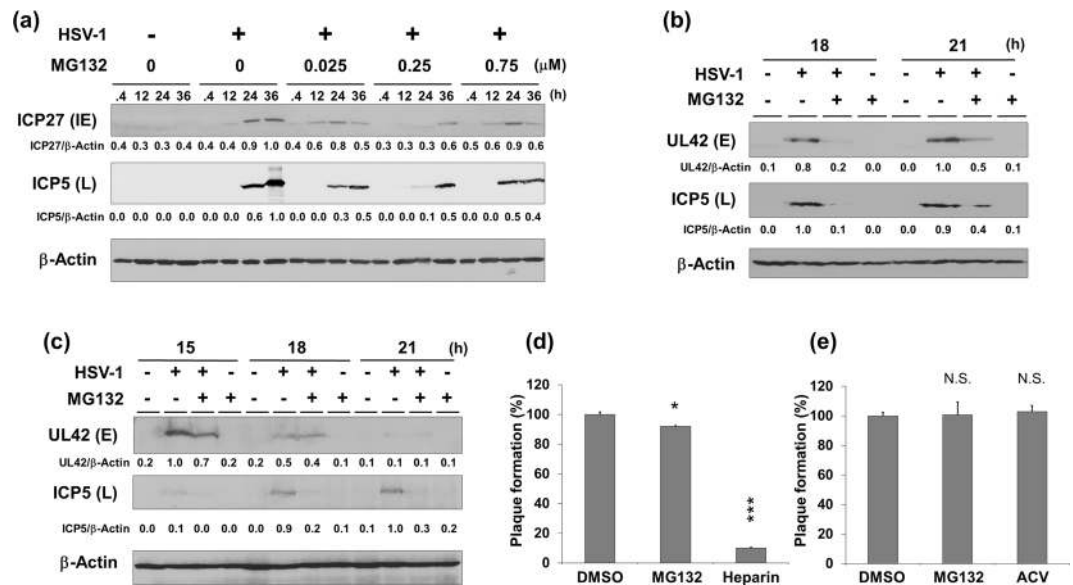 (a)
HSV-1 - + + + +
MG132 0 0 0.025 0.25 0.75 (μM)
.4 12 24 36 .4 12 24 36 .4 12 24 36 .4 12 24 36 .4 12 24 36 (h)
ICP27 (IE)
ICP27/β-Actin 0.4 0.3 0.3 0.4 0.4 0.4 0.9 1.0 0.4 0.6 0.8 0.5 0.4 0.3 0.4 0.6 0.4 0.6 0.9 0.6
ICP5 (L)
ICP5/β-Actin 0.0 0.0 0.0 0.0 0.0 0.0 0.6 1.0 0.0 0.0 0.3 0.5 0.0 0.0 0.1 0.5 0.0 0.0 0.5 0.4
β-Actin
(b)
18 21 (h)
HSV-1 - + + - - + + -
MG132 - - + + - - + +
UL42 (E)
UL42/β-Actin 0.1 0.8 0.2 0.0 0.0 1.0 0.5 0.1
ICP5 (L)
ICP5/β-Actin 0.0 1.0 0.1 0.0 0.0 0.9 0.4 0.1
β-Actin
(c)
15 18 21 (h)
HSV-1 - + + - - + + - - + + -
MG132 - - + + - - + + - - + +
UL42 (E)
UL42/β-Actin 0.2 1.0 0.7 0.2 0.2 0.5 0.4 0.1 0.1 0.1 0.1 0.1
ICP5 (L)
ICP5/β-Actin 0.0 0.1 0.0 0.0 0.0 0.9 0.2 0.1 0.1 1.0 0.3 0.2
β-Actin
(d)
Plaque formation (%)
120
100
80
60
40
20
0
*
***
DMSO MG132 Heparin
(e)
Plaque formation (%)
120
100
80
60
40
20
0
N.S. N.S.
DMSO MG132 ACV